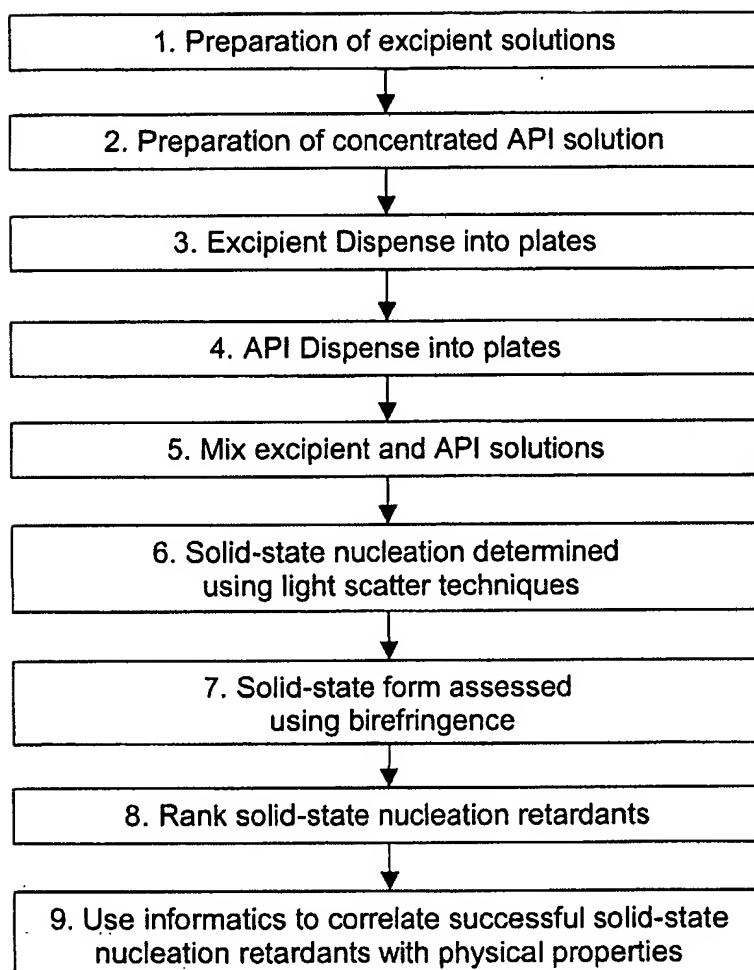 1. Preparation of excipient solutions
2. Preparation of concentrated API solution
3. Excipient Dispense into plates
4. API Dispense into plates
5. Mix excipient and API solutions
6. Solid-state nucleation determined
using light scatter techniques
7. Solid-state form assessed
using birefringence
8. Rank solid-state nucleation retardants
9. Use informatics to correlate successful solid-state
nucleation retardants with physical properties